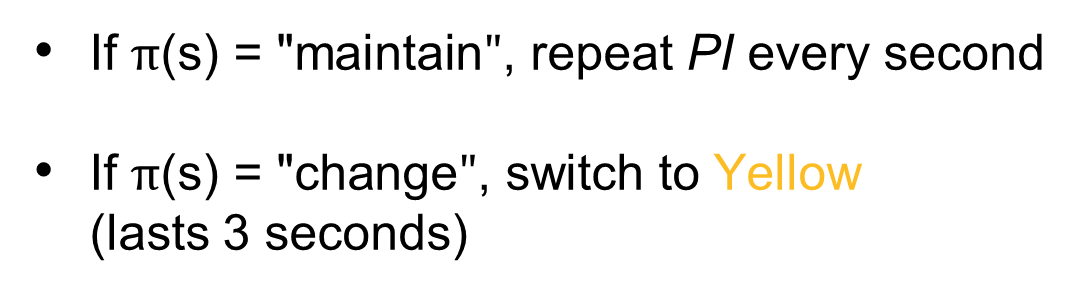 • If π(s) = "maintain", repeat PI every second
• If π(s) = "change", switch to Yellow
(lasts 3 seconds)